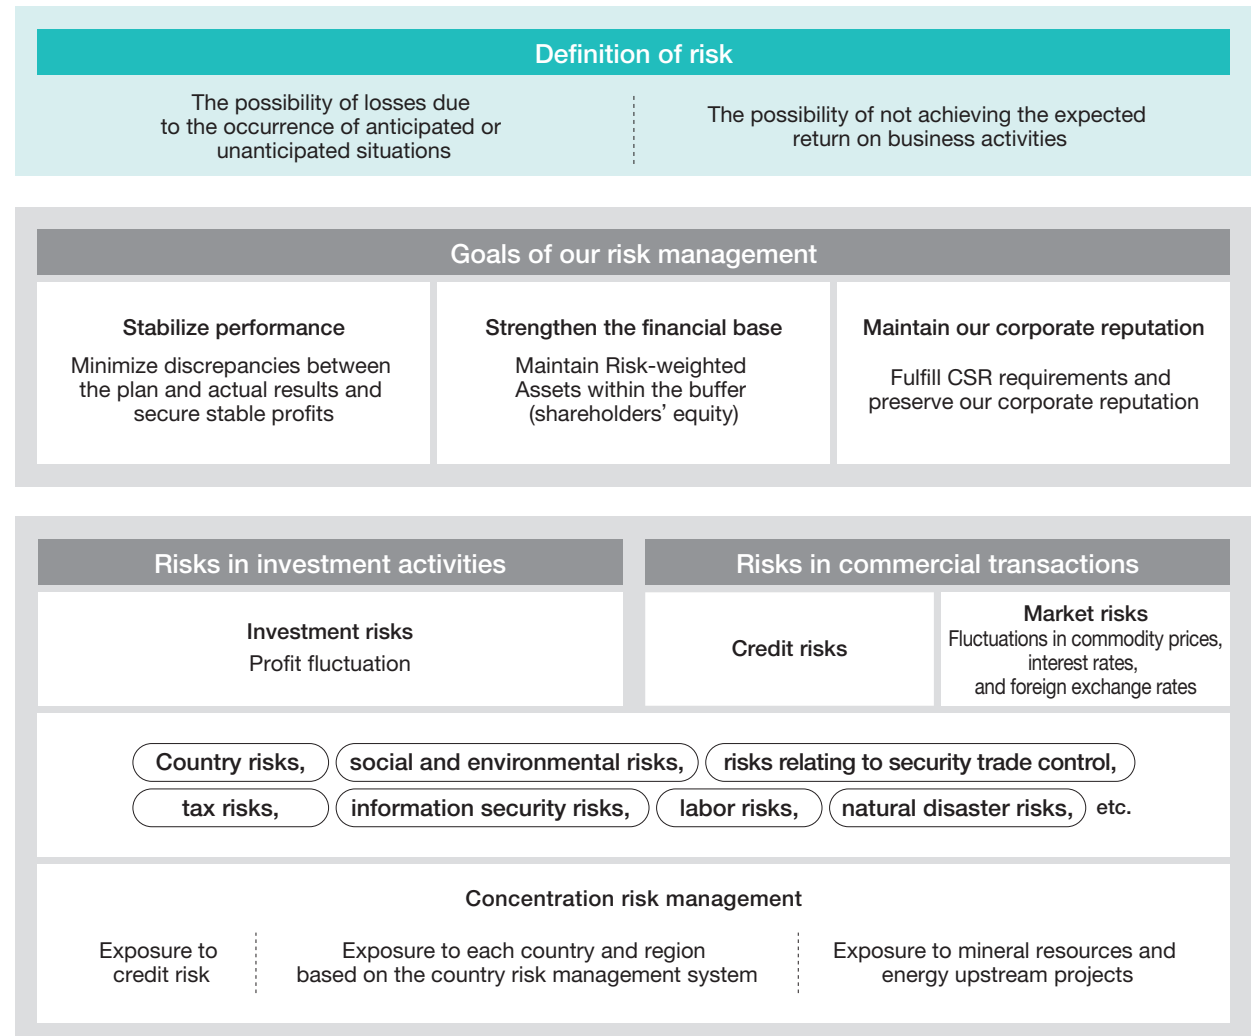 Definition of risk
The possibility of losses due
to the occurrence of anticipated or
unanticipated situations
The possibility of not achieving the expected
return on business activities
Goals of our risk management
Stabilize performance
Minimize discrepancies between
the plan and actual results and
secure stable profits
Strengthen the financial base
Maintain Risk-weighted
Assets within the buffer
(shareholders’ equity)
Maintain our corporate reputation
Fulfill CSR requirements and
preserve our corporate reputation
Risks in investment activities
Investment risks
Profit fluctuation
Risks in commercial transactions
Credit risks
Market risks
Fluctuations in commodity prices,
interest rates,
and foreign exchange rates
Country risks, social and environmental risks, risks relating to security trade control,
tax risks, information security risks, labor risks, natural disaster risks, etc.
Concentration risk management
Exposure to
credit risk
Exposure to each country and region
based on the country risk management system
Exposure to mineral resources and
energy upstream projects